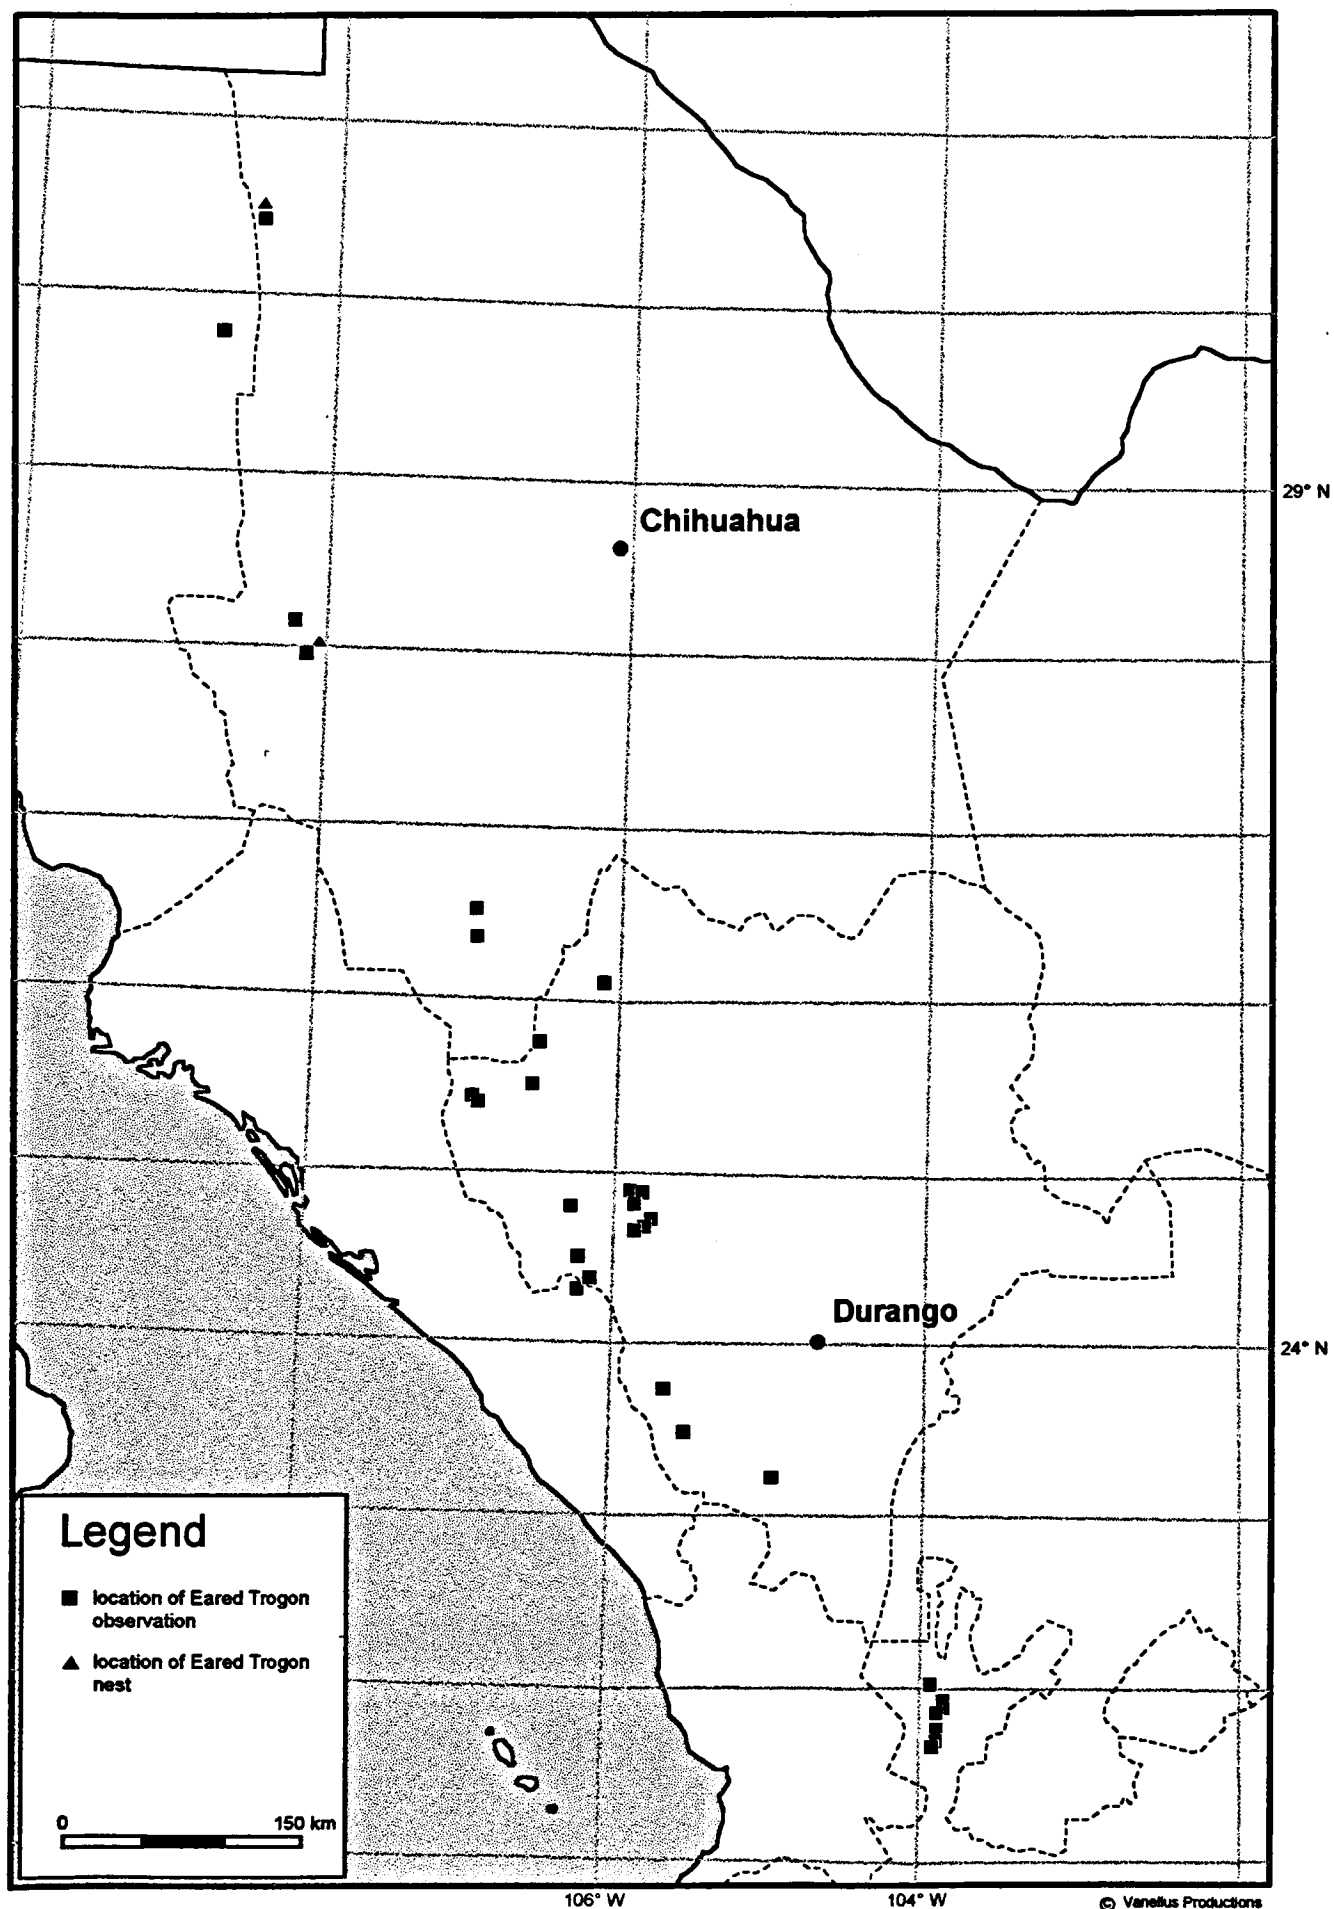 Chihuahua
29° N
Durango
24° N
Legend
location of Eared Trogon
observation
location of Eared Trogon
nest
0 150 km
106° W
104° W
© Vanellus Productions